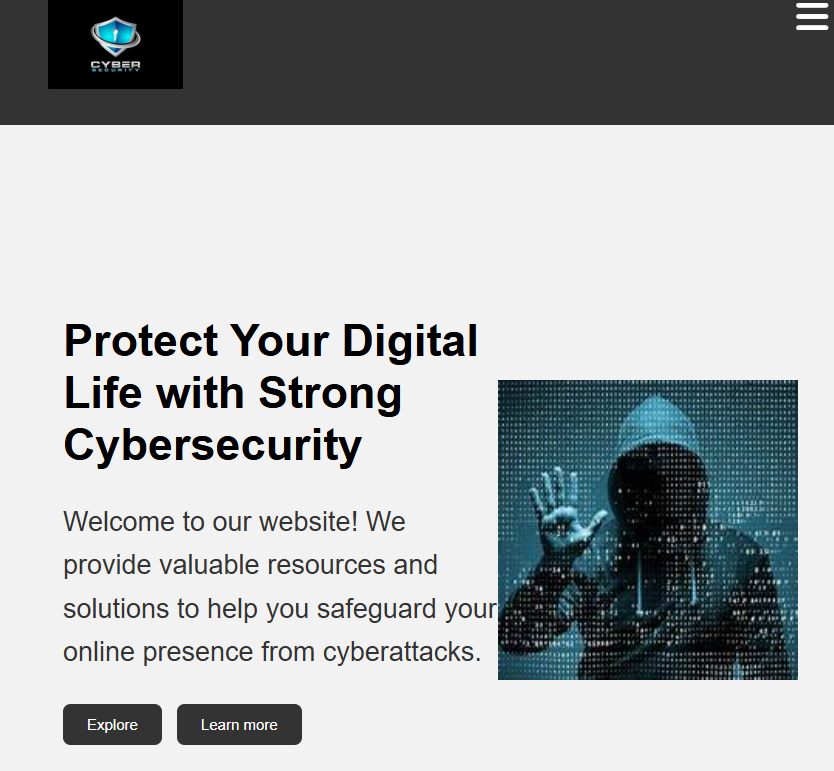 CYBER
SECURITY
Protect Your Digital
Life with Strong
Cybersecurity
Welcome to our website! We
provide valuable resources and
solutions to help you safeguard your
online presence from cyberattacks.
Explore
Learn more